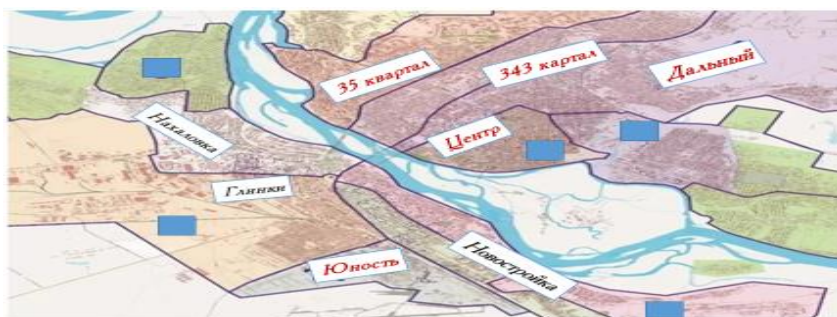 35 квартал
343 картал
Дальный
Нахаловка
Центр
Глинки
Юность
Новостройка